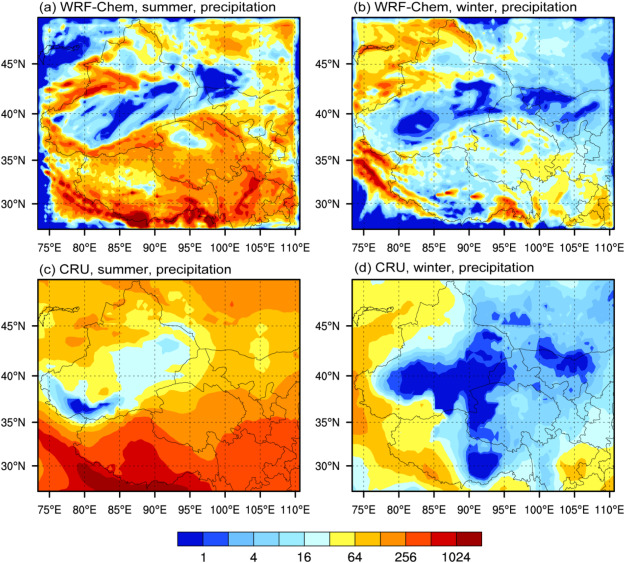 (a) WRF-Chem, summer, precipitation
(b) WRF-Chem, winter, precipitation
45°N
40°N
35°N
30°N
45°N
40°N
35°N
30°N
75°E 80°E 85°E 90°E 95°E 100°E 105°E 110°E
75°E 80°E 85°E 90°E 95°E 100°E 105°E 110°E
(c) CRU, summer, precipitation
(d) CRU, winter, precipitation
45°N
40°N
35°N
30°N
45°N
40°N
35°N
30°N
75°E 80°E 85°E 90°E 95°E 100°E 105°E 110°E
75°E 80°E 85°E 90°E 95°E 100°E 105°E 110°E
1 4 16 64 256 1024